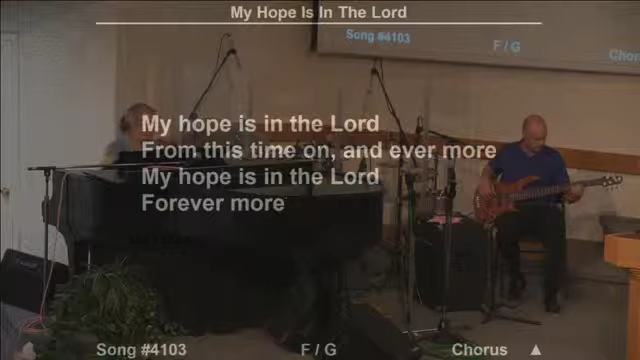 My Hope Is In The Lord
Song #4103
F / G
Chor
My hope is in the Lord
From this time on, and ever more
My hope is in the Lord
Forever more
Song #4103
F / G
Chorus ▲